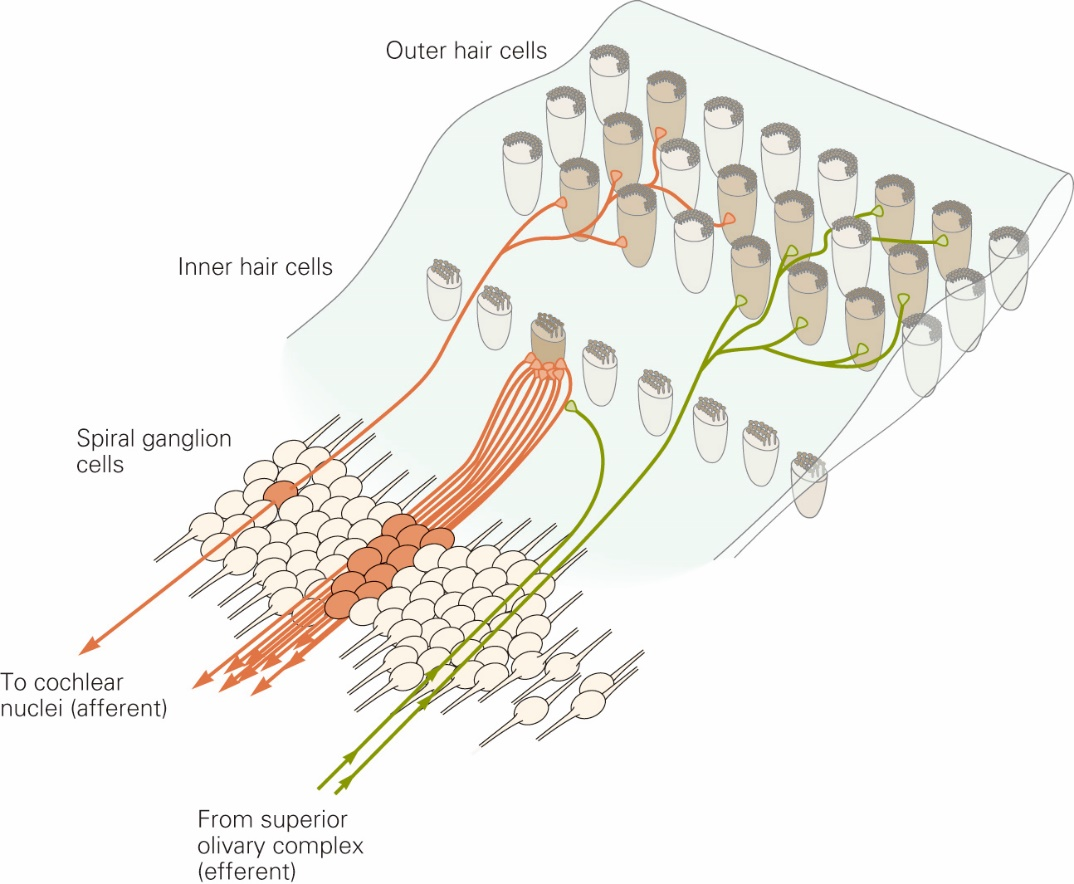 Outer hair cells
Inner hair cells
Spiral ganglion
cells
To cochlear
nuclei (afferent)
From superior
olivary complex
(efferent)